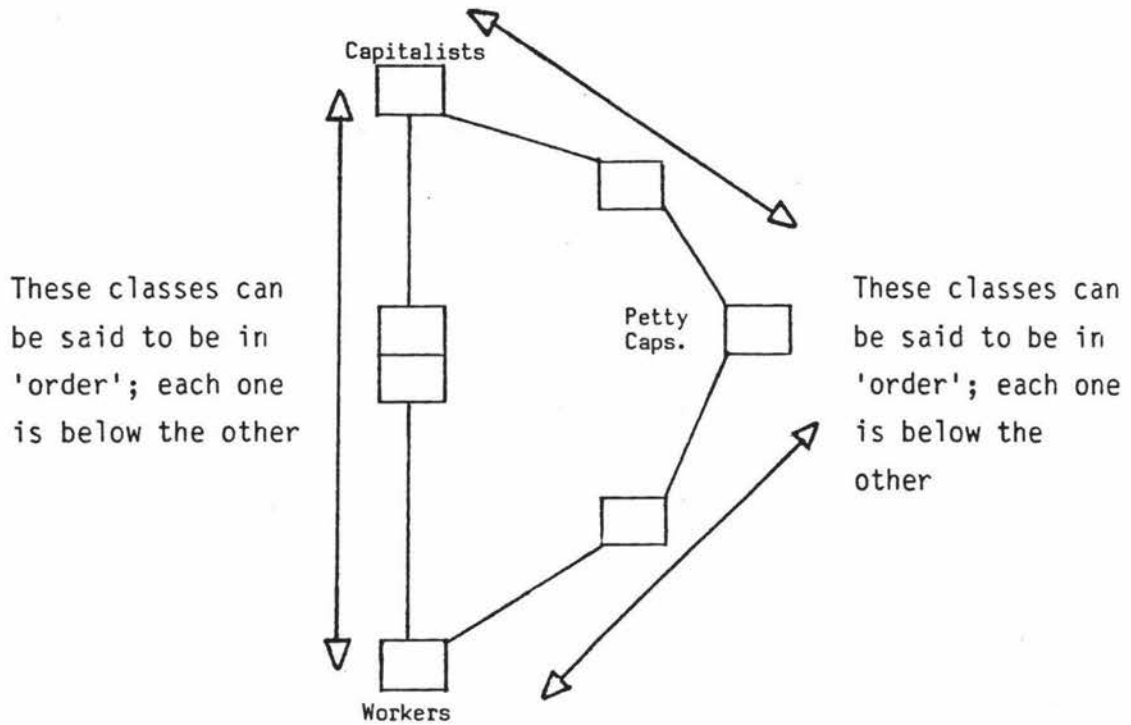 Capitalists
These classes can
be said to be in
'order'; each one
is below the other
Petty
Caps.
These classes can
be said to be in
'order'; each one
is below the
other
Workers